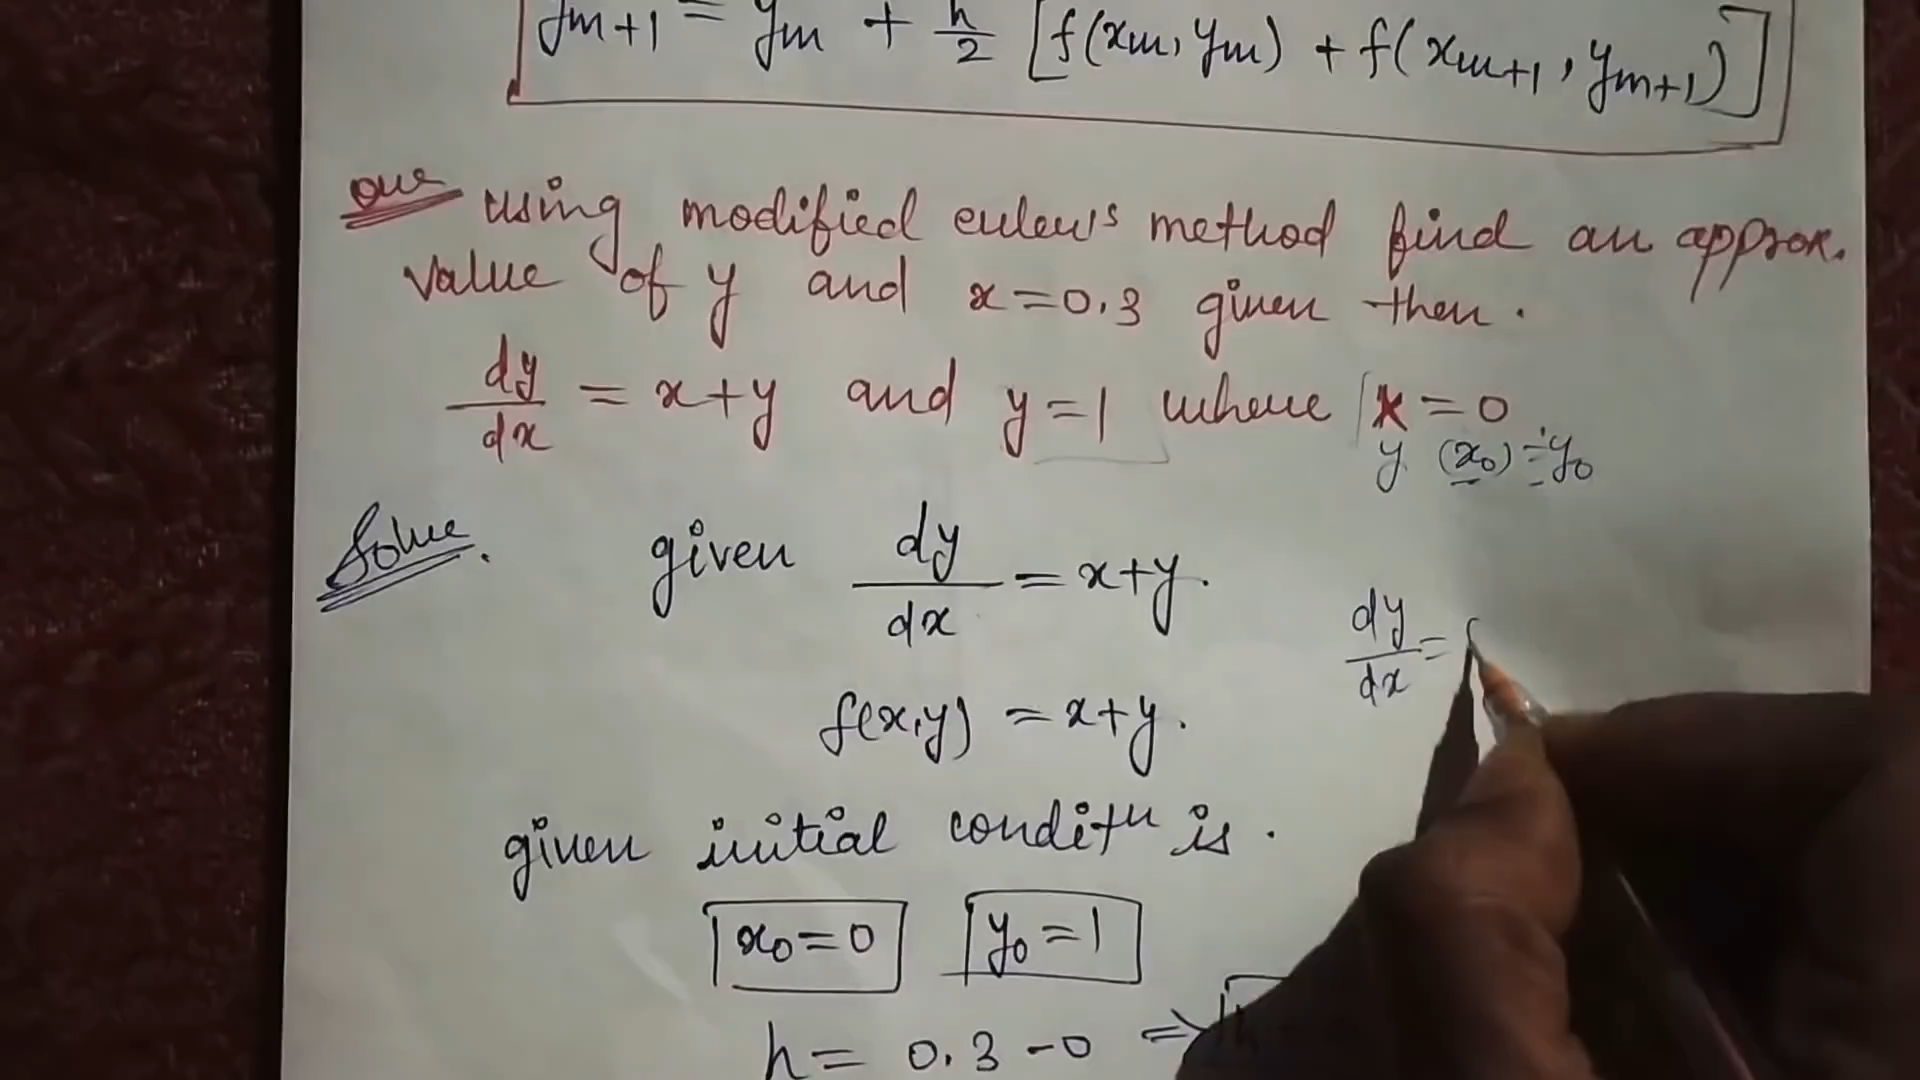 ym+1 = ym + h/2 [f(xm, ym) + f(xm+1, ym+1)]
Que using modified euler's method find an approx.
value of y and x=0.3 given then.
dy/dx = x+y and y=1 where x=0
y (x0) = y0
Solve. given dy/dx = x+y.
dy/dx =
f(x,y) = x+y.
given initial conditn is.
x0=0 y0=1
h= 0.3-0 =>